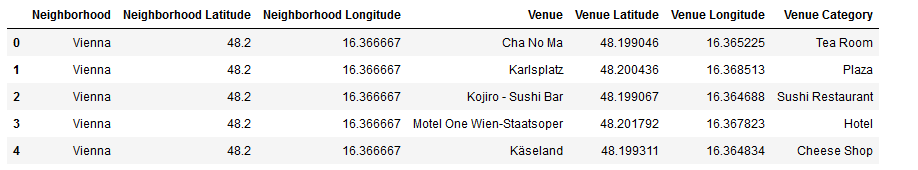 Neighborhood Neighborhood Latitude Neighborhood Longitude Venue Venue Latitude Venue Longitude Venue Category
0 Vienna 48.2 16.366667 Cha No Ma 48.199046 16.365225 Tea Room
1 Vienna 48.2 16.366667 Karlsplatz 48.200436 16.368513 Plaza
2 Vienna 48.2 16.366667 Kojiro - Sushi Bar 48.199067 16.364688 Sushi Restaurant
3 Vienna 48.2 16.366667 Motel One Wien-Staatsoper 48.201792 16.367823 Hotel
4 Vienna 48.2 16.366667 Käseland 48.199311 16.364834 Cheese Shop